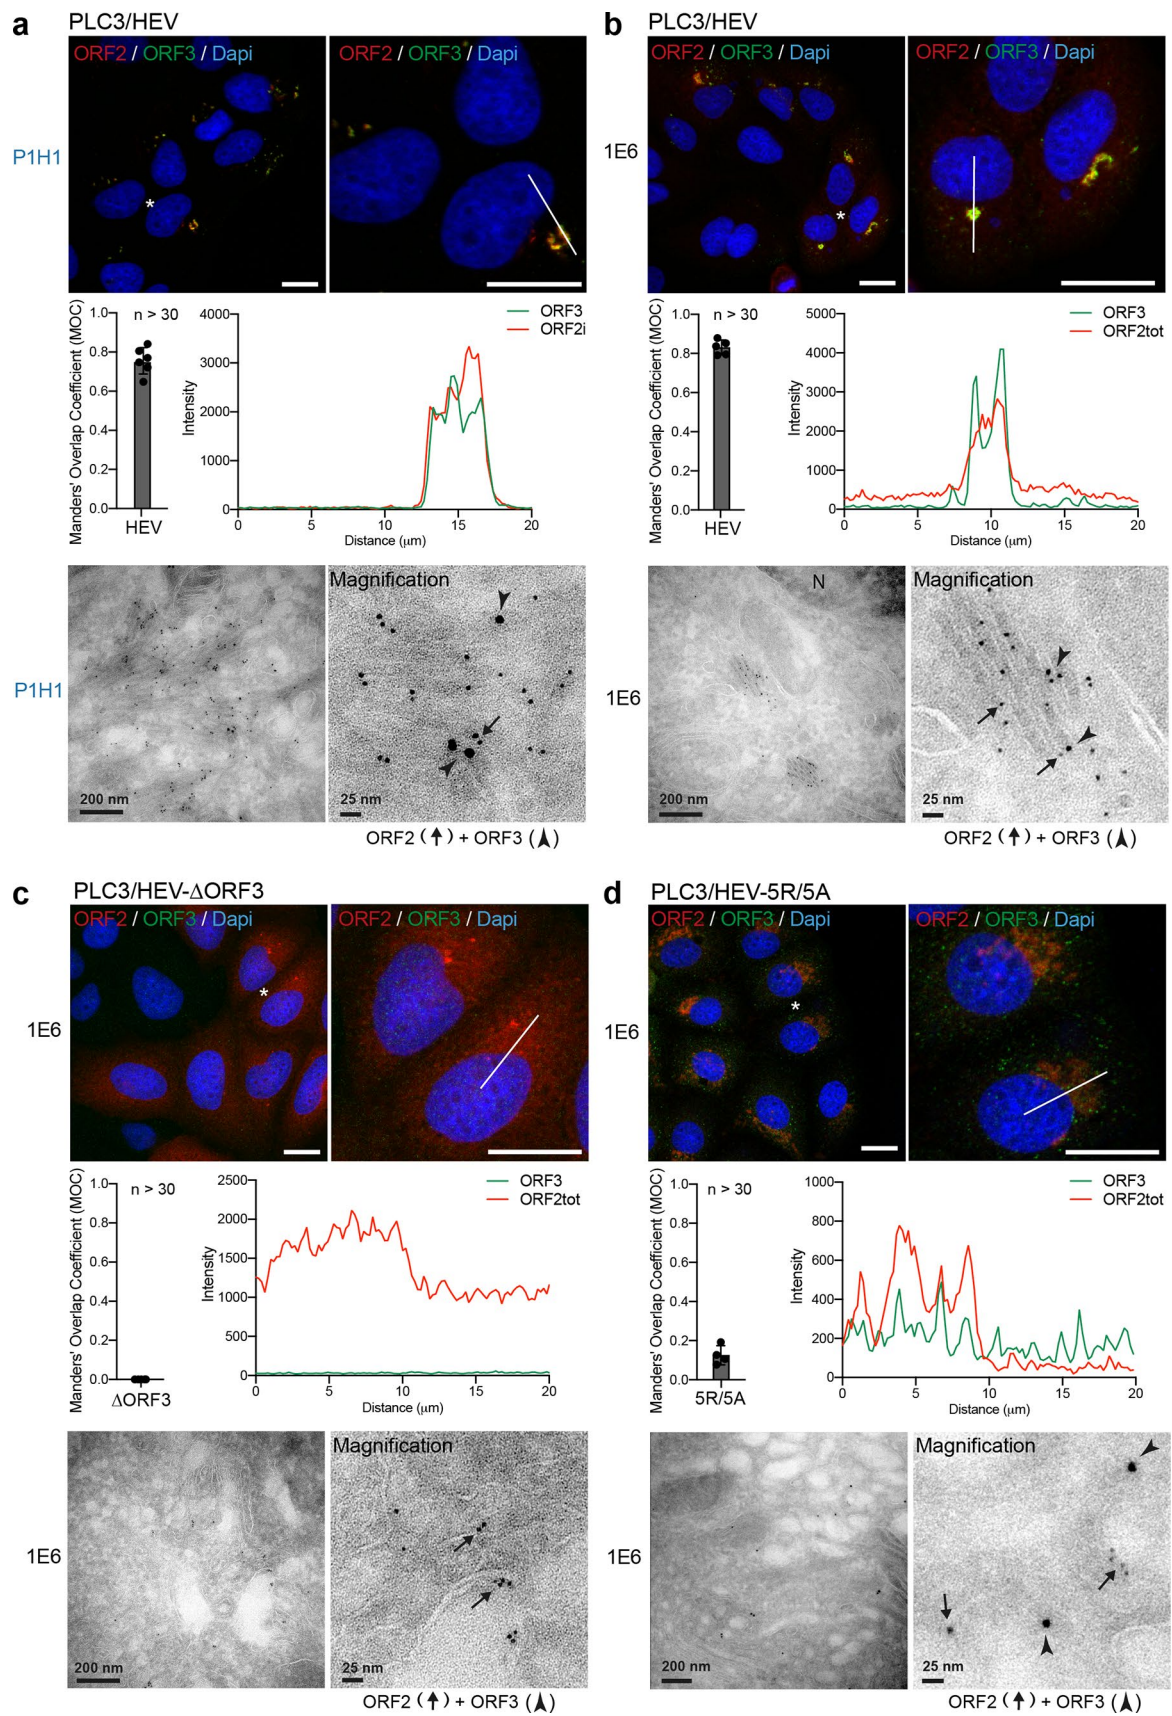 a
PLC3/HEV
ORF2 / ORF3 / Dapi
ORF2 / ORF3 / Dapi
P1H1
*
Manders' Overlap Coefficient (MOC)
1.0
0.8
0.6
0.4
0.2
0.0
n > 30
HEV
Intensity
4000
3000
2000
1000
0
0 5 10 15 20
Distance (μm)
ORF3
ORF2i
P1H1
200 nm
Magnification
25 nm
ORF2 (↑) + ORF3 (➤)
b
PLC3/HEV
ORF2 / ORF3 / Dapi
ORF2 / ORF3 / Dapi
1E6
*
Manders' Overlap Coefficient (MOC)
1.0
0.8
0.6
0.4
0.2
0.0
n > 30
HEV
Intensity
5000
4000
3000
2000
1000
0
0 5 10 15 20
Distance (μm)
ORF3
ORF2tot
1E6
N
200 nm
Magnification
25 nm
ORF2 (↑) + ORF3 (➤)
c
PLC3/HEV-ΔORF3
ORF2 / ORF3 / Dapi
ORF2 / ORF3 / Dapi
1E6
*
Manders' Overlap Coefficient (MOC)
1.0
0.8
0.6
0.4
0.2
0.0
n > 30
ΔORF3
Intensity
2500
2000
1500
1000
500
0
0 5 10 15 20
Distance (μm)
ORF3
ORF2tot
1E6
200 nm
Magnification
25 nm
ORF2 (↑) + ORF3 (➤)
d
PLC3/HEV-5R/5A
ORF2 / ORF3 / Dapi
ORF2 / ORF3 / Dapi
1E6
*
Manders' Overlap Coefficient (MOC)
1.0
0.8
0.6
0.4
0.2
0.0
n > 30
5R/5A
Intensity
1000
800
600
400
200
0
0 5 10 15 20
Distance (μm)
ORF3
ORF2tot
1E6
200 nm
Magnification
25 nm
ORF2 (↑) + ORF3 (➤)